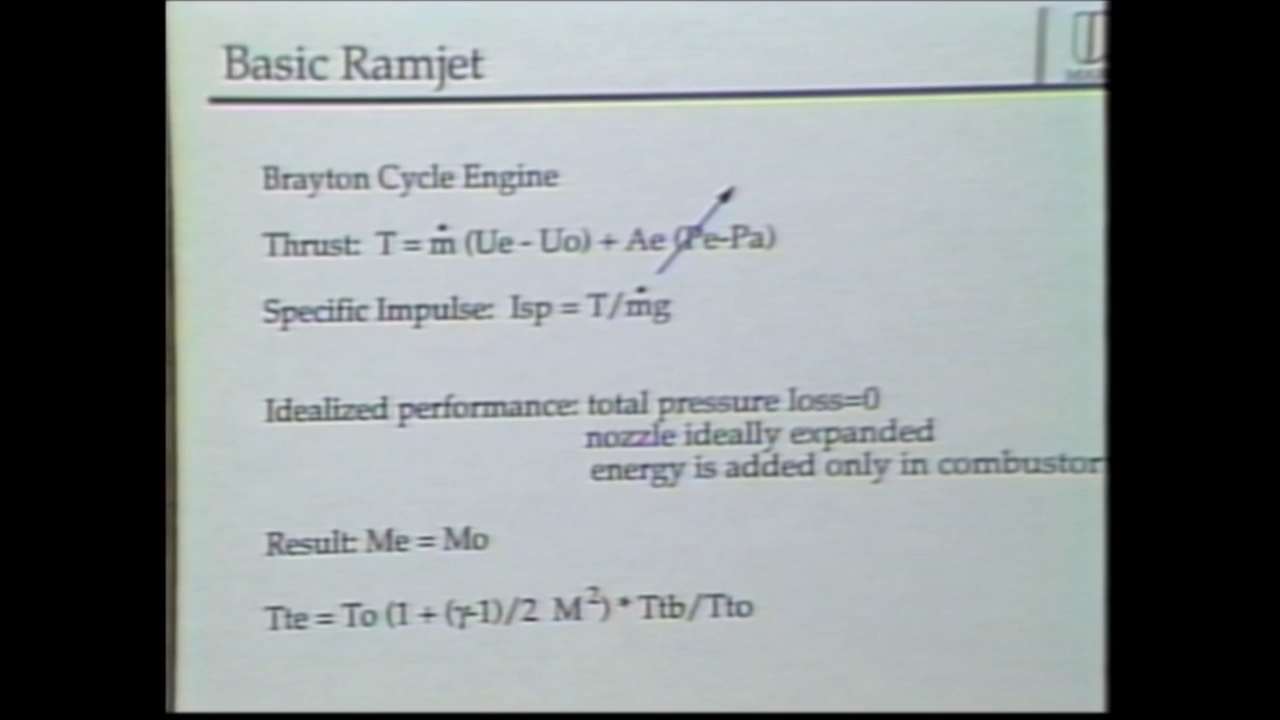 Basic Ramjet
Brayton Cycle Engine
Thrust: T = ṁ (Ue - Uo) + Ae (Pe-Pa)
Specific Impulse: Isp = T/ṁg
Idealized performance: total pressure loss=0
nozzle ideally expanded
energy is added only in combustor
Result: Me = Mo
Tte = To (1 + (γ-1)/2 M²) * Ttb/Tto